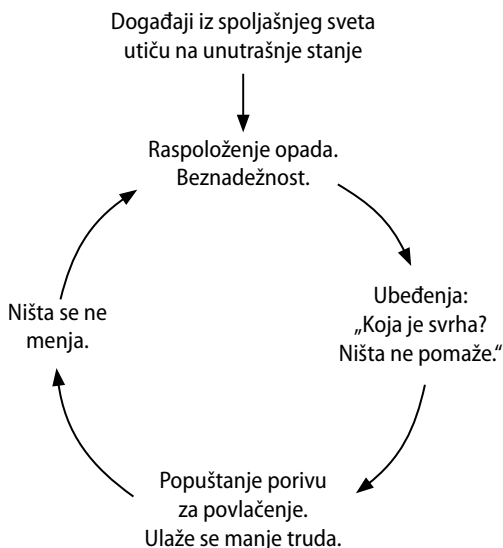 Događaji iz spoljašnjeg sveta
utiču na unutrašnje stanje
Raspoloženje opada.
Beznadežnost.
Ubeđenja:
„Koja je svrha?
Ništa ne pomaže.“
Popuštanje porivu
za povlačenje.
Ulaže se manje truda.
Ništa se ne
menja.